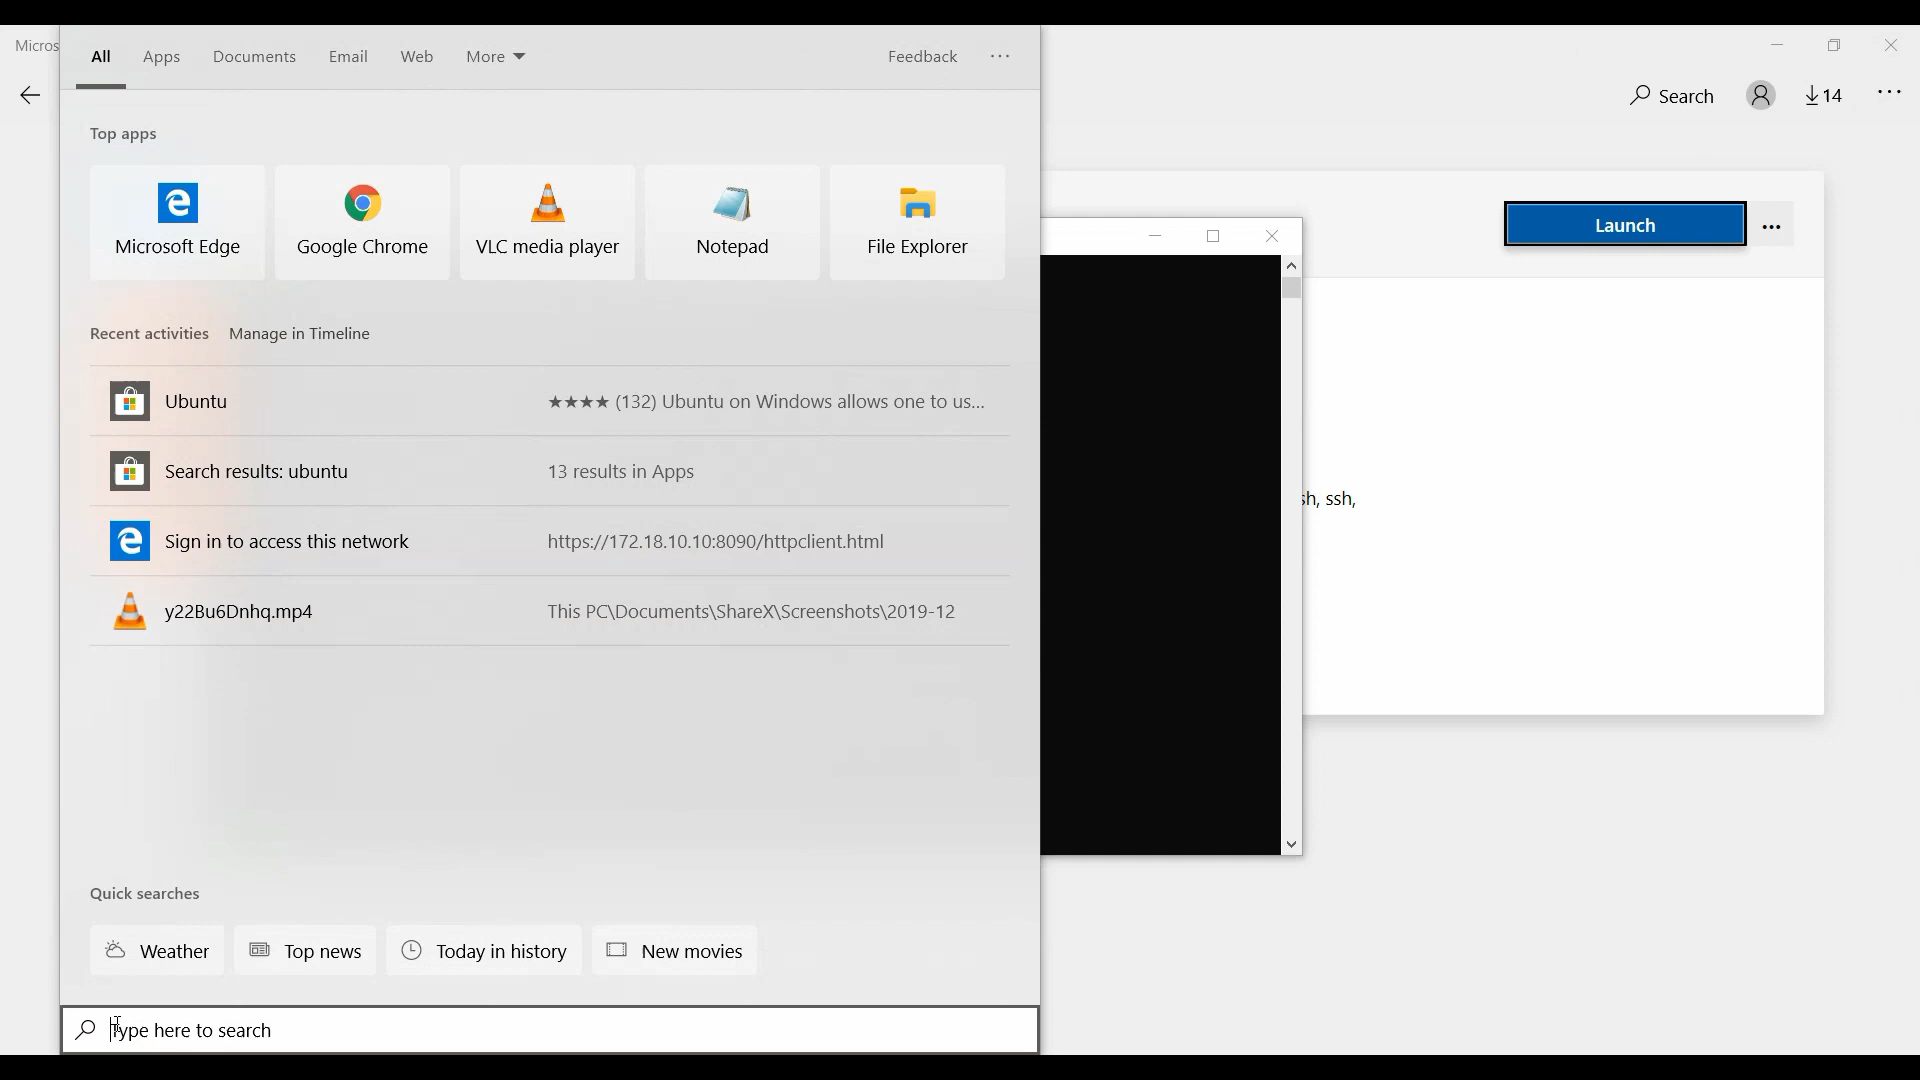 Micros
All Apps Documents Email Web More Feedback ...
Search 14 ...
Top apps
Microsoft Edge Google Chrome VLC media player Notepad File Explorer
Launch ...
Recent activities Manage in Timeline
Ubuntu ★★★★ (132) Ubuntu on Windows allows one to us...
Search results: ubuntu 13 results in Apps
sh, ssh,
Sign in to access this network https://172.18.10.10:8090/httpclient.html
y22Bu6Dnhq.mp4 This PC\Documents\ShareX\Screenshots\2019-12
Quick searches
Weather Top news Today in history New movies
Type here to search